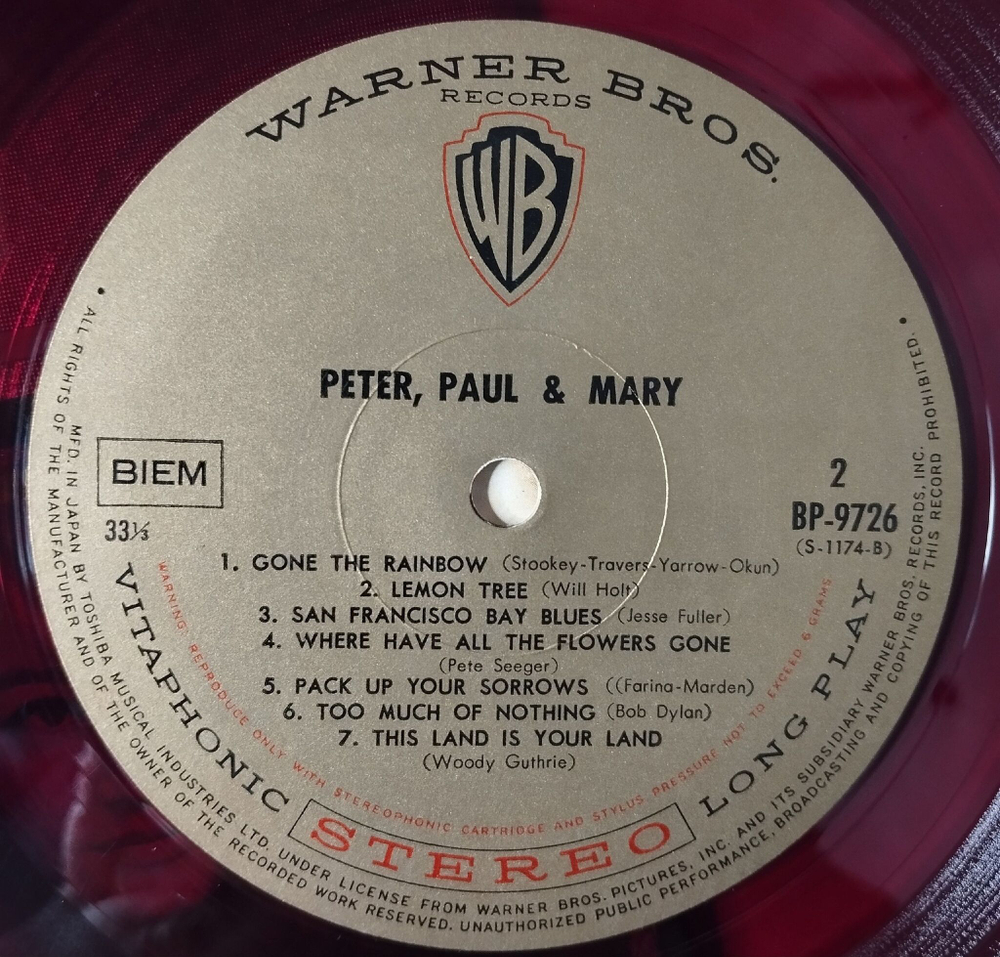 WARNER BROS.
RECORDS
WB
PETER, PAUL & MARY
BIEM
33⅓
2
BP-9726
(S-1174-B)
1. GONE THE RAINBOW (Stookey-Travers-Yarrow-Okun)
2. LEMON TREE (Will Holt)
3. SAN FRANCISCO BAY BLUES (Jesse Fuller)
4. WHERE HAVE ALL THE FLOWERS GONE
(Pete Seeger)
5. PACK UP YOUR SORROWS ((Farina-Marden)
6. TOO MUCH OF NOTHING (Bob Dylan)
7. THIS LAND IS YOUR LAND
(Woody Guthrie)
WARNING: REPRODUCE ONLY WITH STEREOPHONIC CARTRIDGE AND STYLUS PRESSURE NOT TO EXCEED 6 GRAMS
VITAPHONIC STEREO LONG PLAY
MFD. IN JAPAN BY TOSHIBA MUSICAL INDUSTRIES LTD. UNDER LICENSE FROM WARNER BROS. PICTURES, INC. AND ITS SUBSIDIARY WARNER BROS. RECORDS, INC.
• ALL RIGHTS OF THE MANUFACTURER AND OF THE OWNER OF THE RECORDED WORK RESERVED. UNAUTHORIZED PUBLIC PERFORMANCE, BROADCASTING AND COPYING OF THIS RECORD PROHIBITED. •